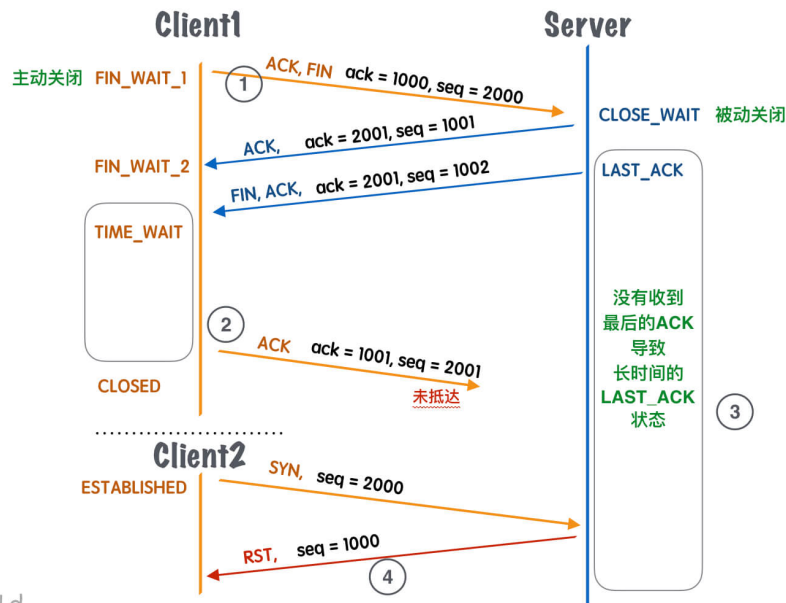 Client1 Server
主动关闭 FIN_WAIT_1
1
ACK, FIN ack = 1000, seq = 2000
CLOSE_WAIT 被动关闭
ACK, ack = 2001, seq = 1001
FIN_WAIT_2
LAST_ACK
FIN, ACK, ack = 2001, seq = 1002
TIME_WAIT
没有收到
最后的ACK
导致
长时间的
LAST_ACK
状态
3
2
ACK ack = 1001, seq = 2001
未抵达
CLOSED
Client2
ESTABLISHED
SYN, seq = 2000
RST, seq = 1000
4